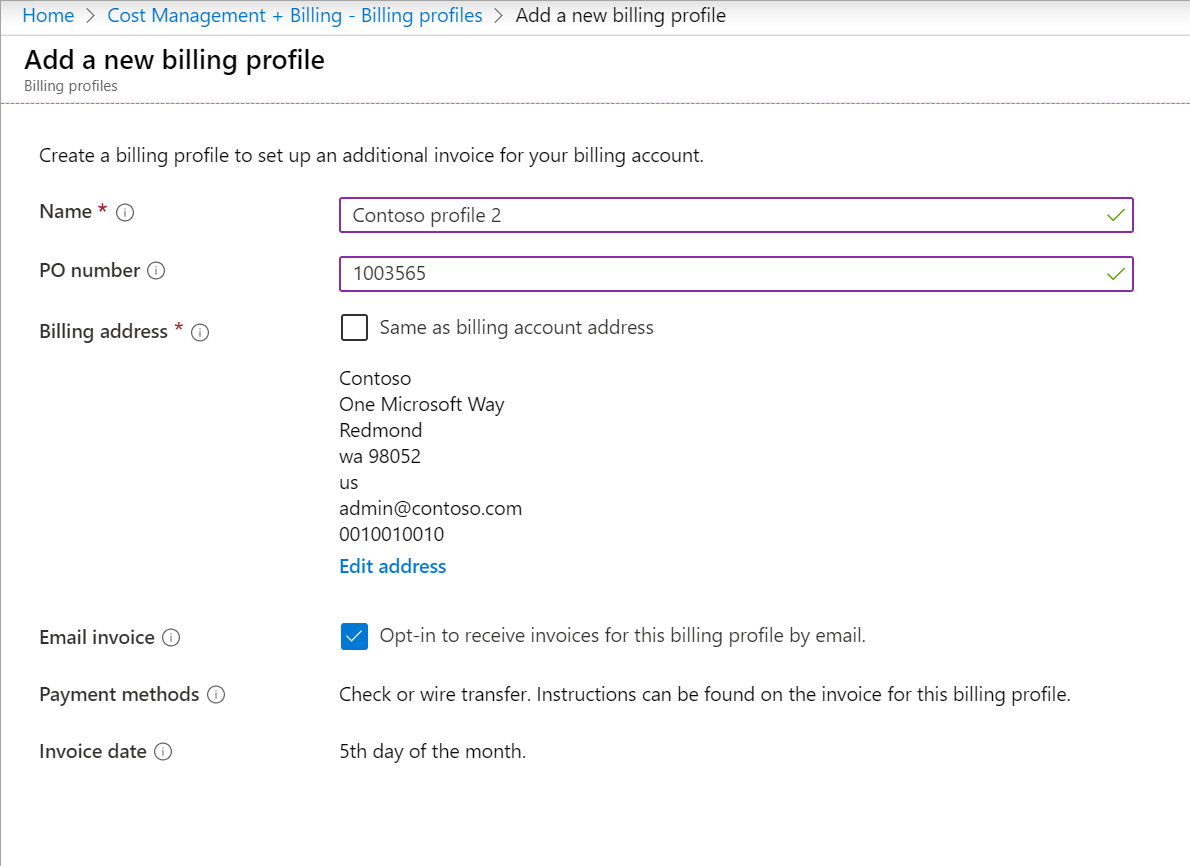 Home > Cost Management + Billing - Billing profiles > Add a new billing profile
Add a new billing profile
Billing profiles
Create a billing profile to set up an additional invoice for your billing account.
Name *
Contoso profile 2
PO number
1003565
Billing address *
Same as billing account address
Contoso
One Microsoft Way
Redmond
wa 98052
us
admin@contoso.com
0010010010
Edit address
Email invoice
Opt-in to receive invoices for this billing profile by email.
Payment methods
Check or wire transfer. Instructions can be found on the invoice for this billing profile.
Invoice date
5th day of the month.